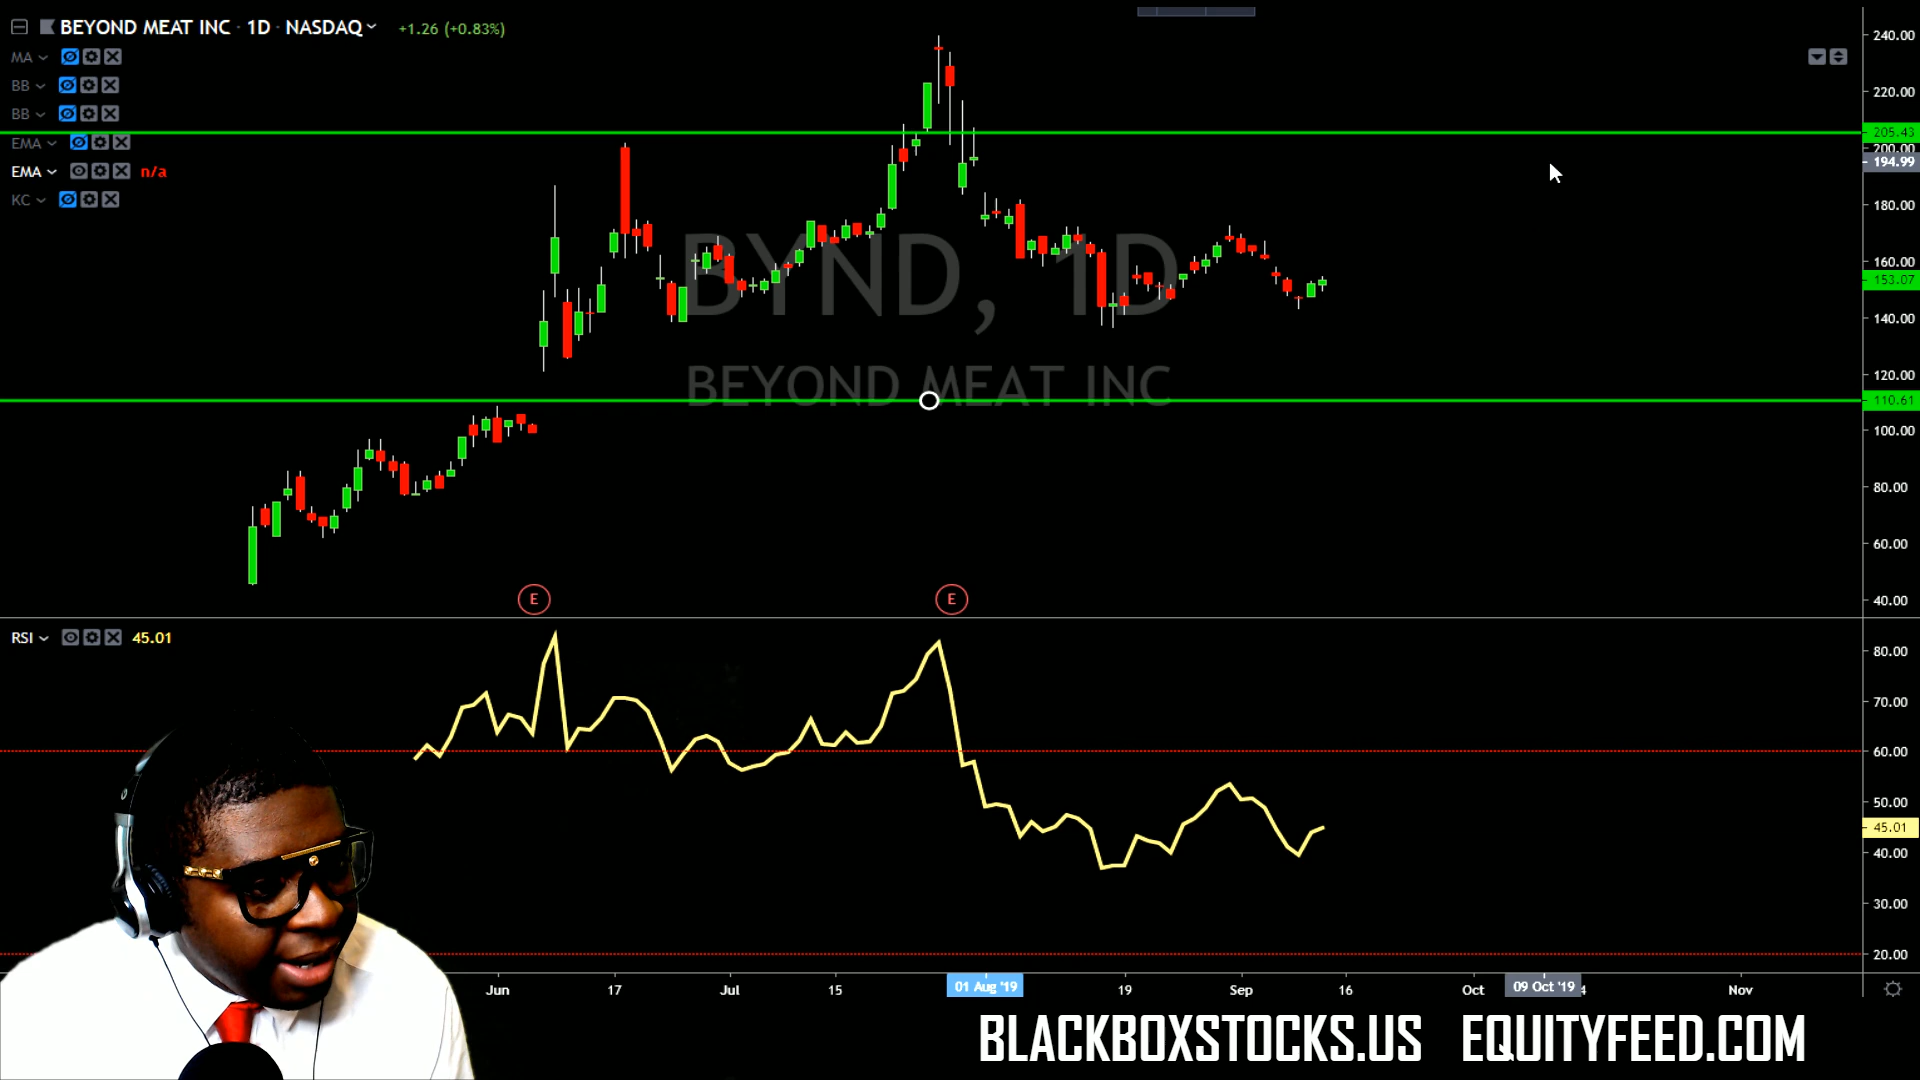 BEYOND MEAT INC · 1D · NASDAQ +1.26 (+0.83%)
MA
BB
BB
EMA
EMA n/a
KC
BYND, 1D
BEYOND MEAT INC
240.00
220.00
205.43
200.00
194.99
180.00
160.00
153.07
140.00
120.00
110.61
100.00
80.00
60.00
40.00
E E
RSI 45.01
80.00
70.00
60.00
50.00
45.01
40.00
30.00
20.00
Jun 17 Jul 15 01 Aug '19 19 Sep 16 Oct 09 Oct '19 4 Nov
BLACKBOXSTOCKS.US EQUITYFEED.COM